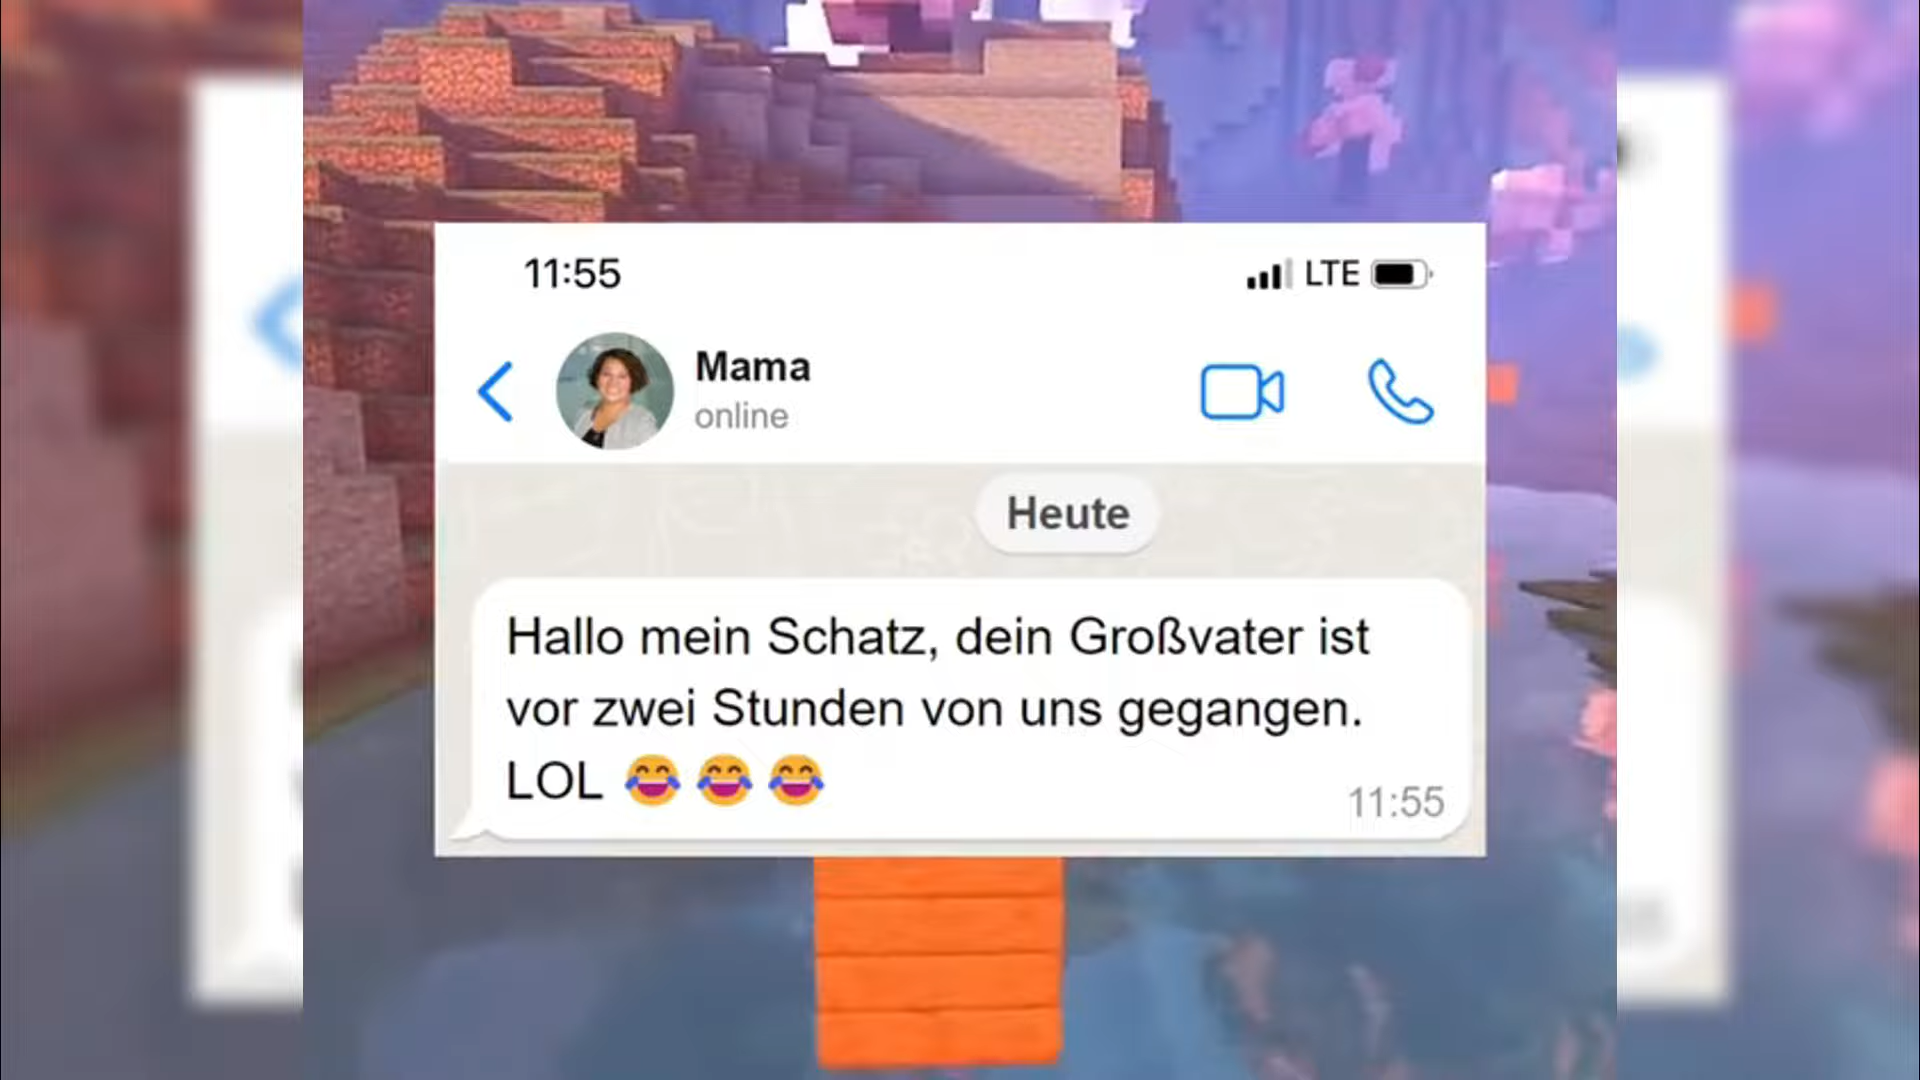 11:55 LTE
Mama
online
Heute
Hallo mein Schatz, dein Großvater ist
vor zwei Stunden von uns gegangen.
LOL 😂 😂 😂
11:55